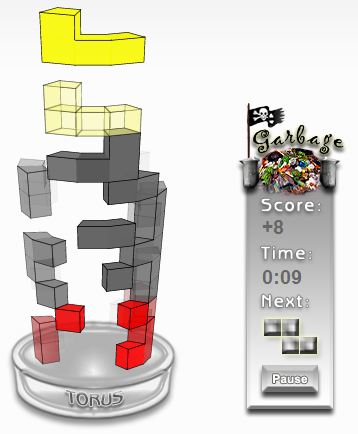 Garbage
Score:
+8
Time:
0:09
Next:
Pause
TORUS